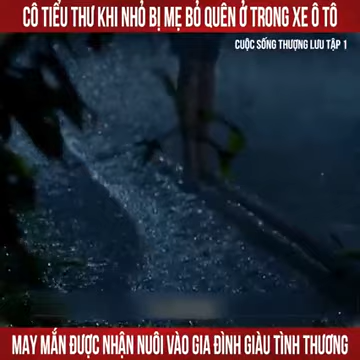 CÔ TIỂU THƯ KHI NHỎ BỊ MẸ BỎ QUÊN Ở TRONG XE Ô TÔ
CUỘC SỐNG THƯỢNG LƯU TẬP 1
MAY MẮN ĐƯỢC NHẬN NUÔI VÀO GIA ĐÌNH GIÀU TÌNH THƯƠNG